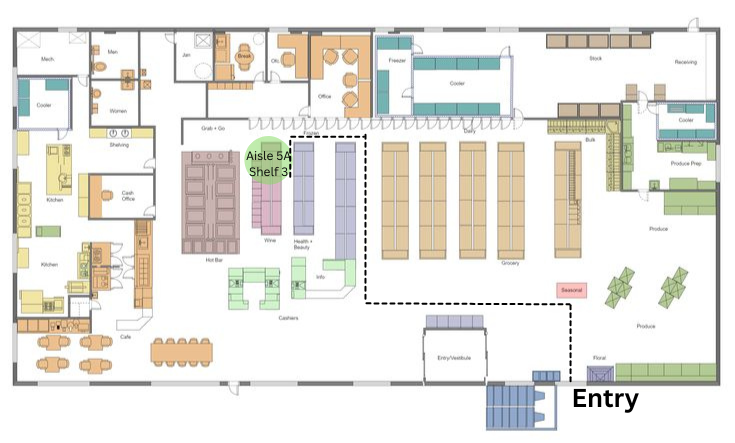 Mech.
Men
Jan
Break
Ofc.
Office
Freezer
Cooler
Stock
Receiving
Cooler
Women
Cooler
Grab + Go
Frozen
Dairy
Bulk
Shelving
Aisle 5A
Shelf 3
Produce Prep
Kitchen
Cash
Office
Produce
Wine
Health +
Beauty
Hot Bar
Kitchen
Info
Grocery
Seasonal
Cashiers
Produce
Cafe
Entry/Vestibule
Floral
Entry